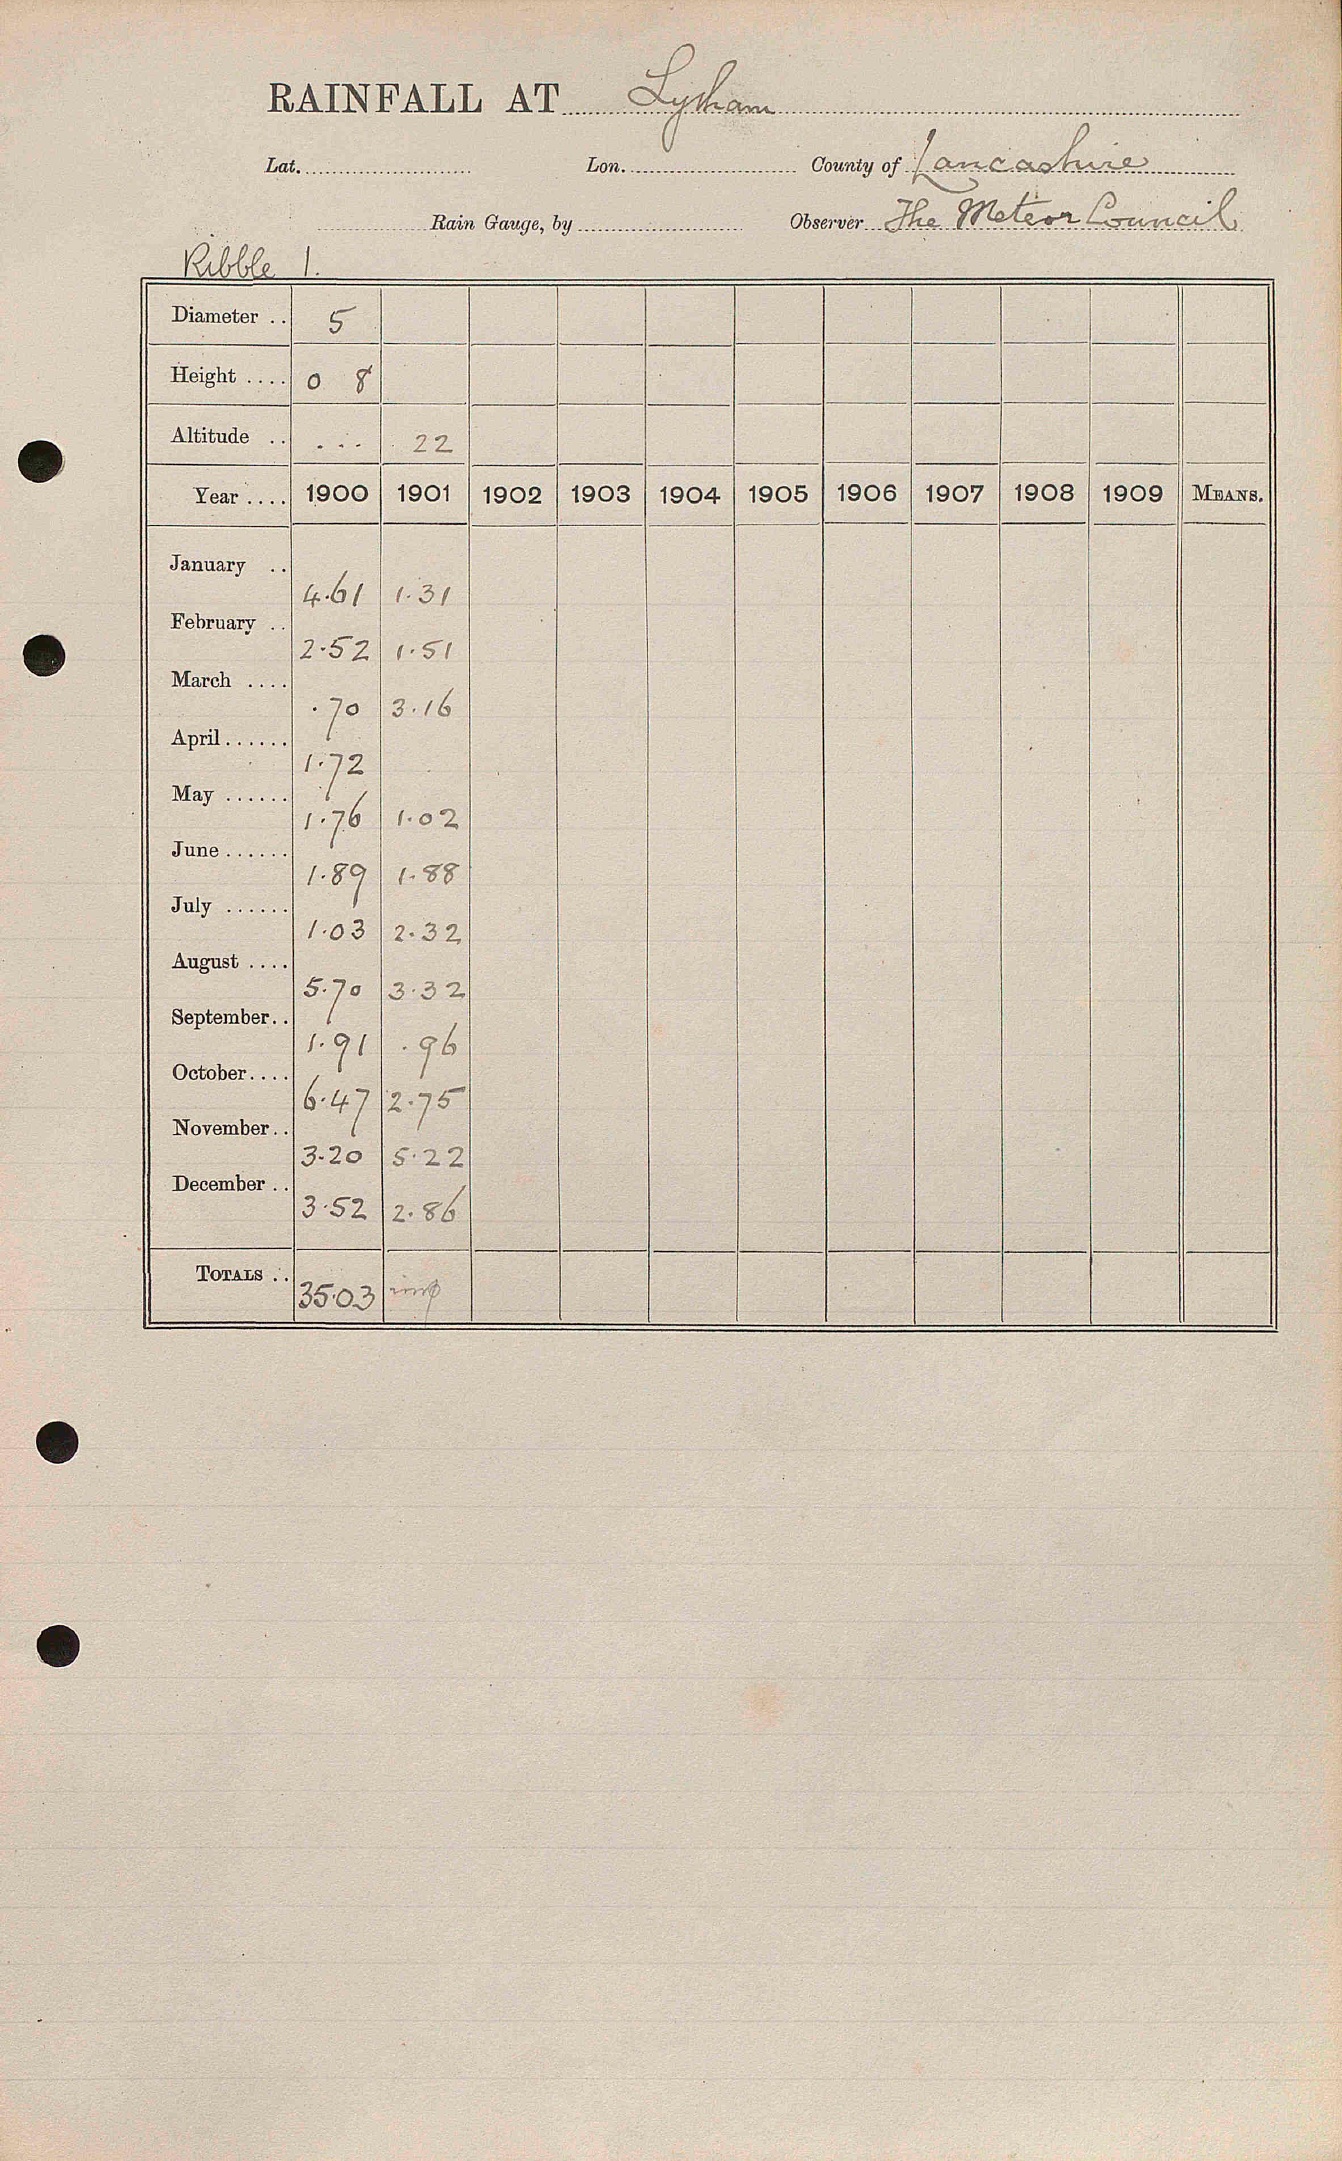 RAINFALL AT Lytham
Lat. Lon. County of Lancashire
Rain Gauge, by Observer The Meteor Council
Ribble 1.
Diameter .. 5
Height .... 0 8
Altitude .. ... 22
Year .... 1900 1901 1902 1903 1904 1905 1906 1907 1908 1909 MEANS.
January .. 4.61 1.31
February .. 2.52 1.51
March .... .70 3.16
April ...... 1.72
May ...... 1.76 1.02
June ...... 1.89 1.88
July ...... 1.03 2.32
August .... 5.70 3.32
September.. 1.91 .96
October.... 6.47 2.75
November.. 3.20 5.22
December .. 3.52 2.86
TOTALS .. 35.03 imp